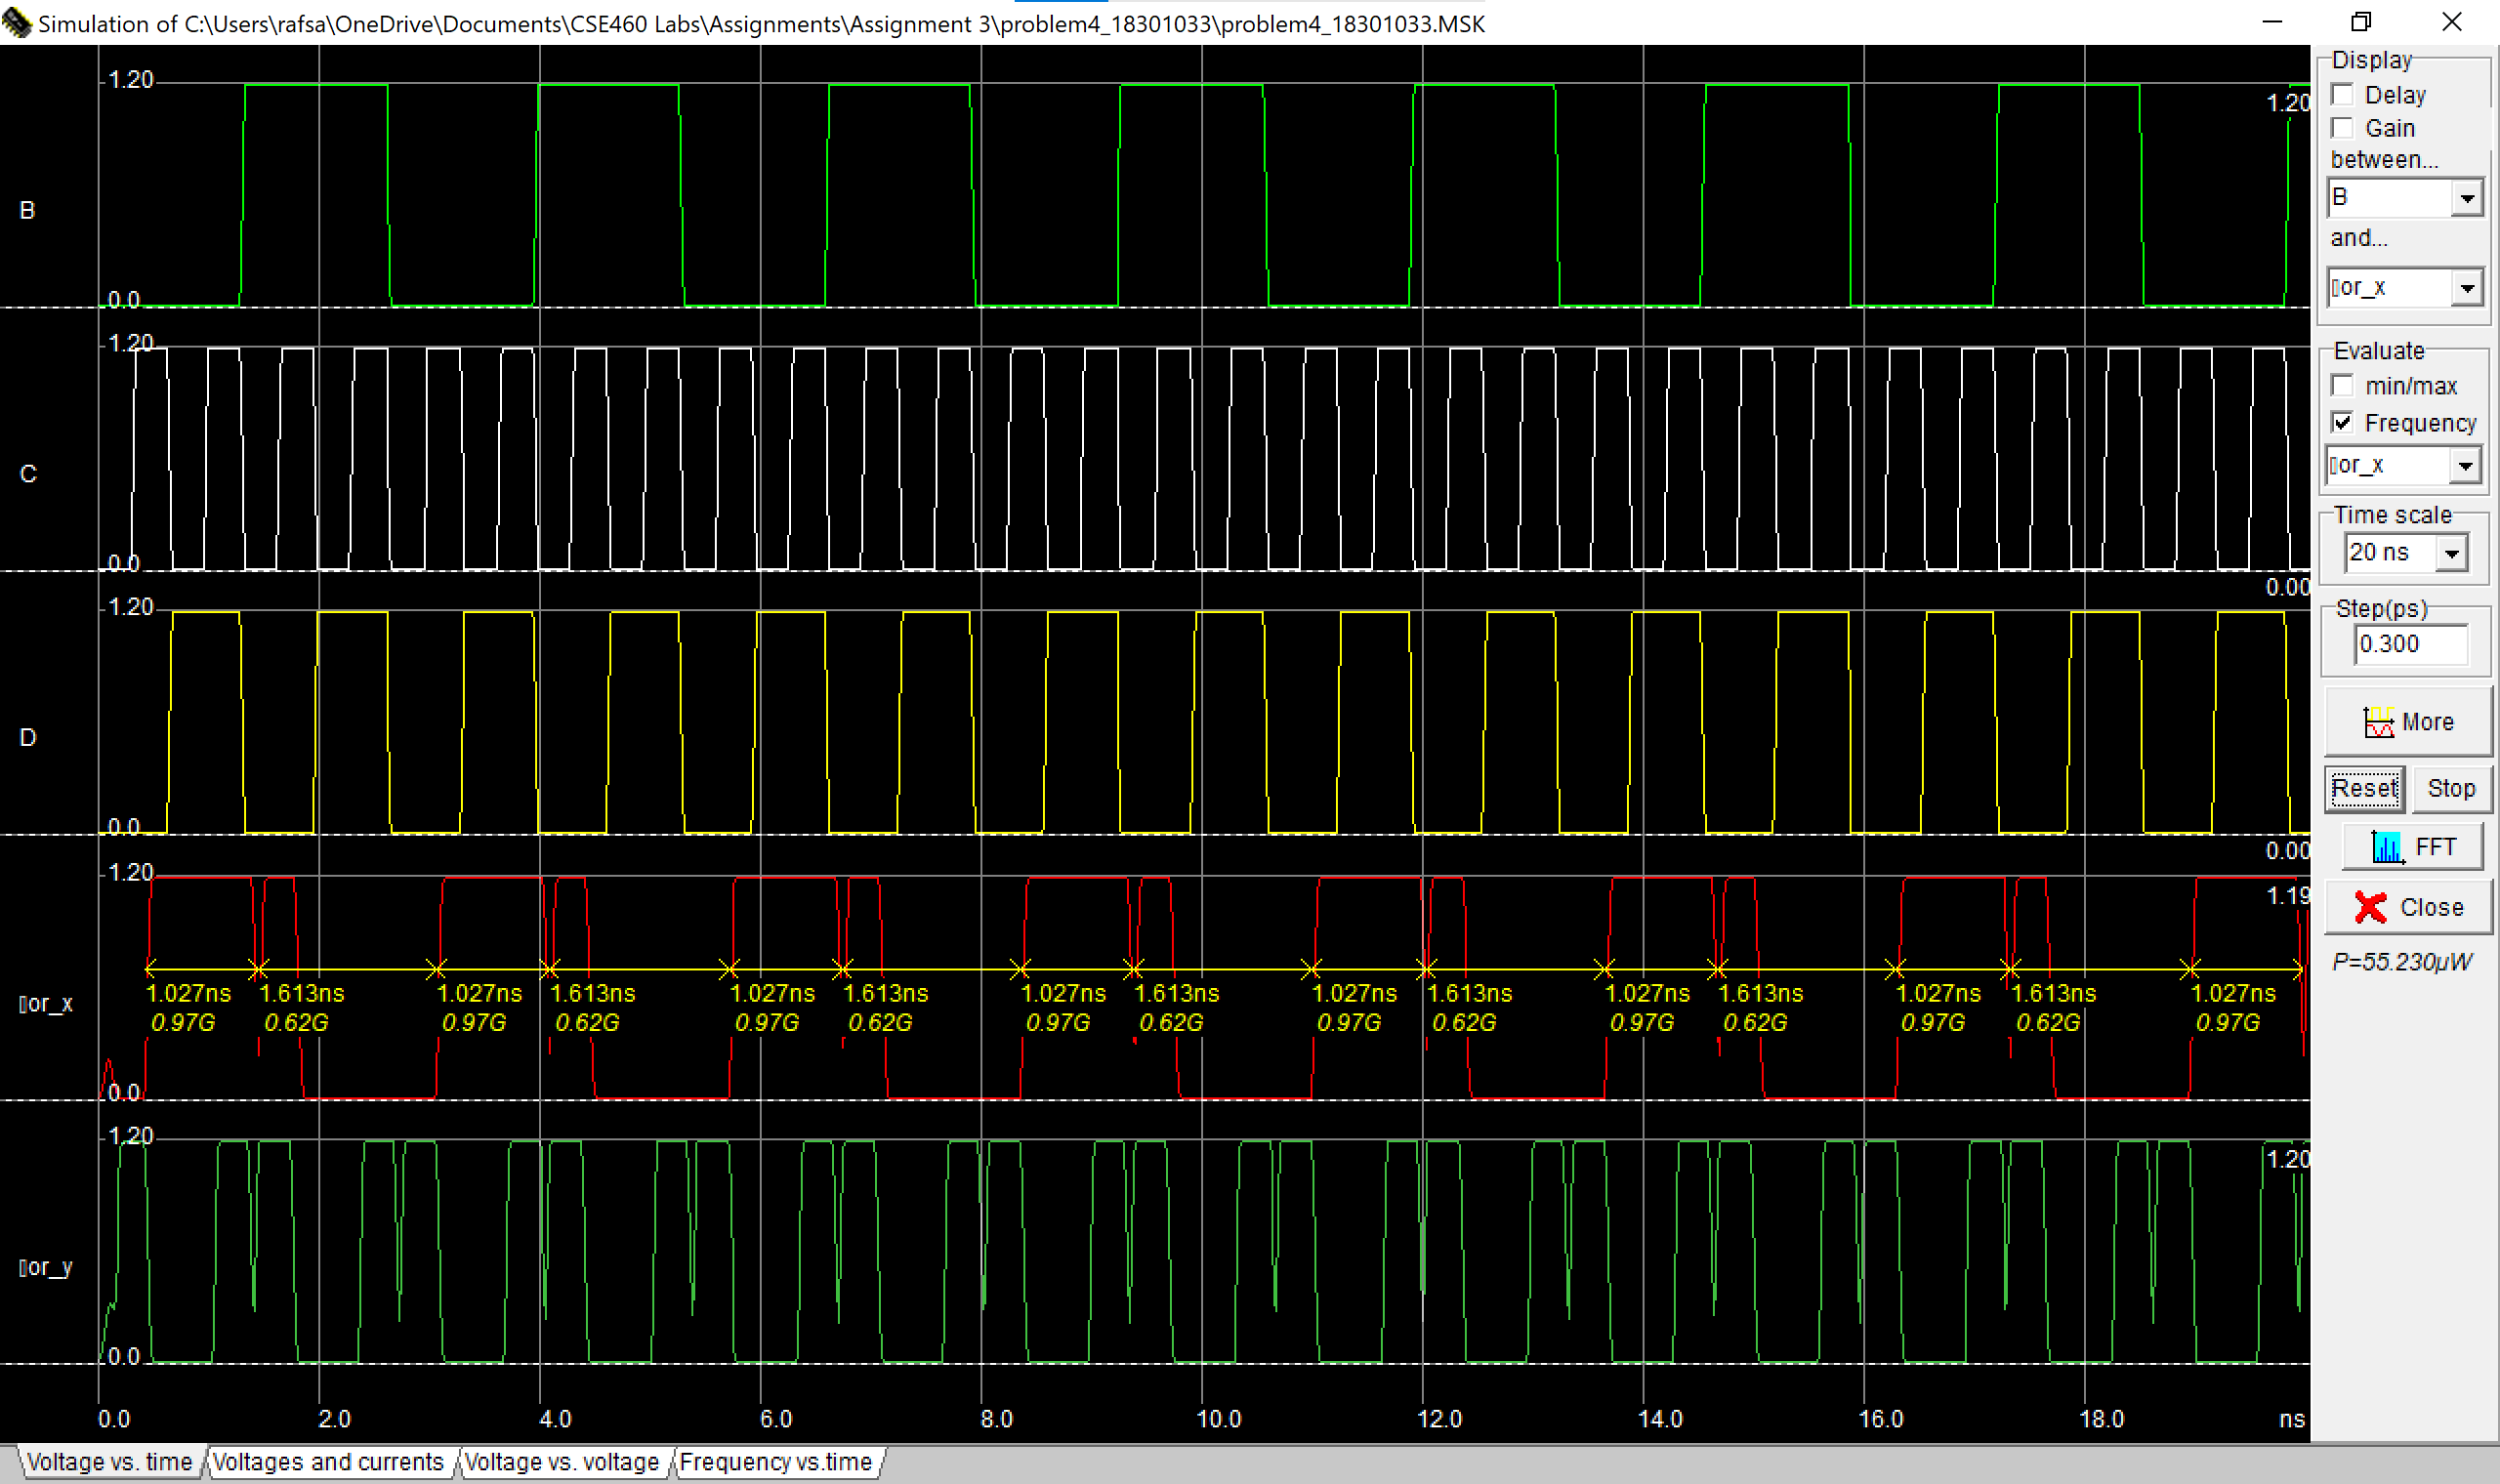 Simulation of C:\Users\rafsa\OneDrive\Documents\CSE460 Labs\Assignments\Assignment 3\problem4_18301033\problem4_18301033.MSK
1.20
1.20
B
0.0
1.20
C
0.0
0.00
1.20
D
0.0
0.00
1.20
1.19
1.027ns 1.613ns 1.027ns 1.613ns 1.027ns 1.613ns 1.027ns 1.613ns 1.027ns 1.613ns 1.027ns 1.613ns 1.027ns 1.613ns 1.027ns
▯or_x
0.97G 0.62G 0.97G 0.62G 0.97G 0.62G 0.97G 0.62G 0.97G 0.62G 0.97G 0.62G 0.97G 0.62G 0.97G
0.0
1.20
1.20
▯or_y
0.0
0.0 2.0 4.0 6.0 8.0 10.0 12.0 14.0 16.0 18.0 ns
Voltage vs. time Voltages and currents Voltage vs. voltage Frequency vs.time
Display
Delay
Gain
between...
B
and...
▯or_x
Evaluate
min/max
Frequency
▯or_x
Time scale
20 ns
Step(ps)
0.300
More
Reset Stop
FFT
Close
P=55.230µW